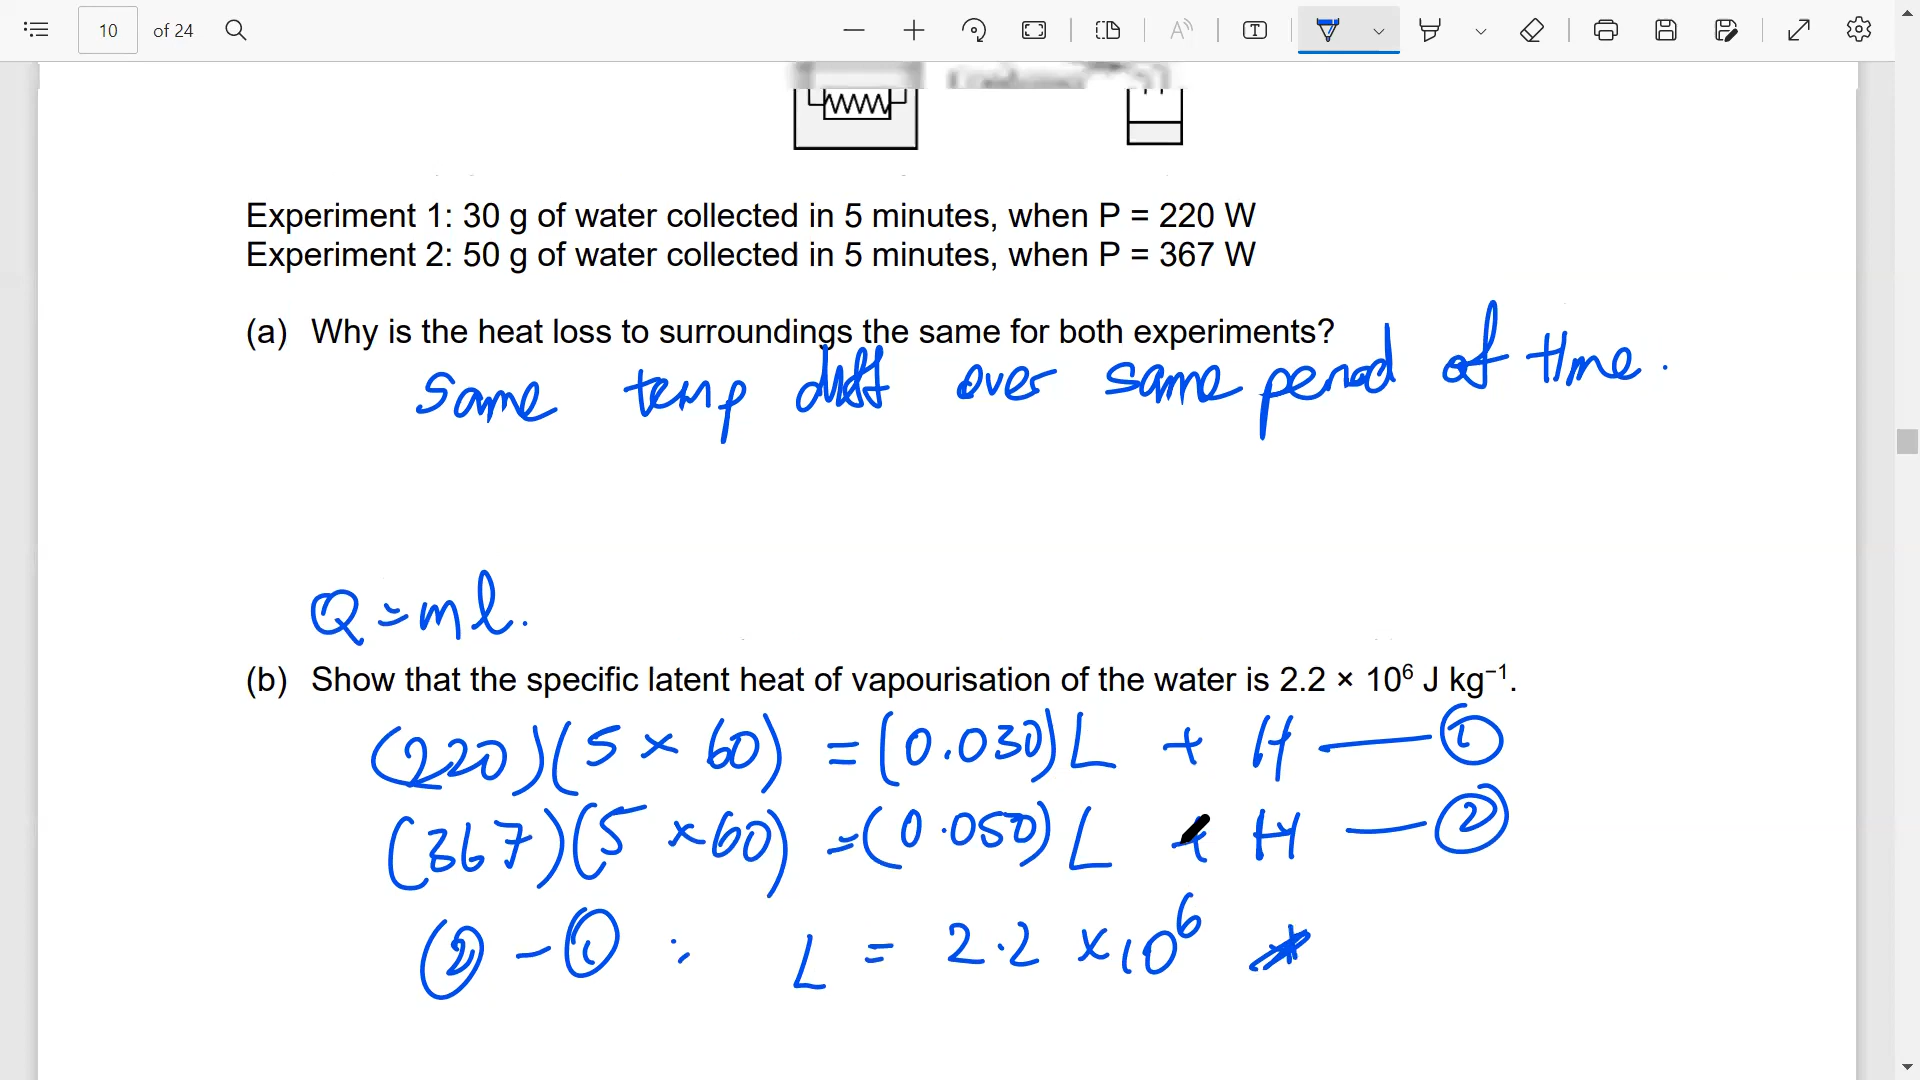 10 of 24
Experiment 1: 30 g of water collected in 5 minutes, when P = 220 W
Experiment 2: 50 g of water collected in 5 minutes, when P = 367 W
(a) Why is the heat loss to surroundings the same for both experiments?
same temp diff over same period of time.
Q = ml.
(b) Show that the specific latent heat of vapourisation of the water is 2.2 × 10⁶ J kg⁻¹.
(220)(5 × 60) = (0.030)L + H — ①
(367)(5 × 60) = (0.050)L + H — ②
② - ① : L = 2.2 × 10⁶